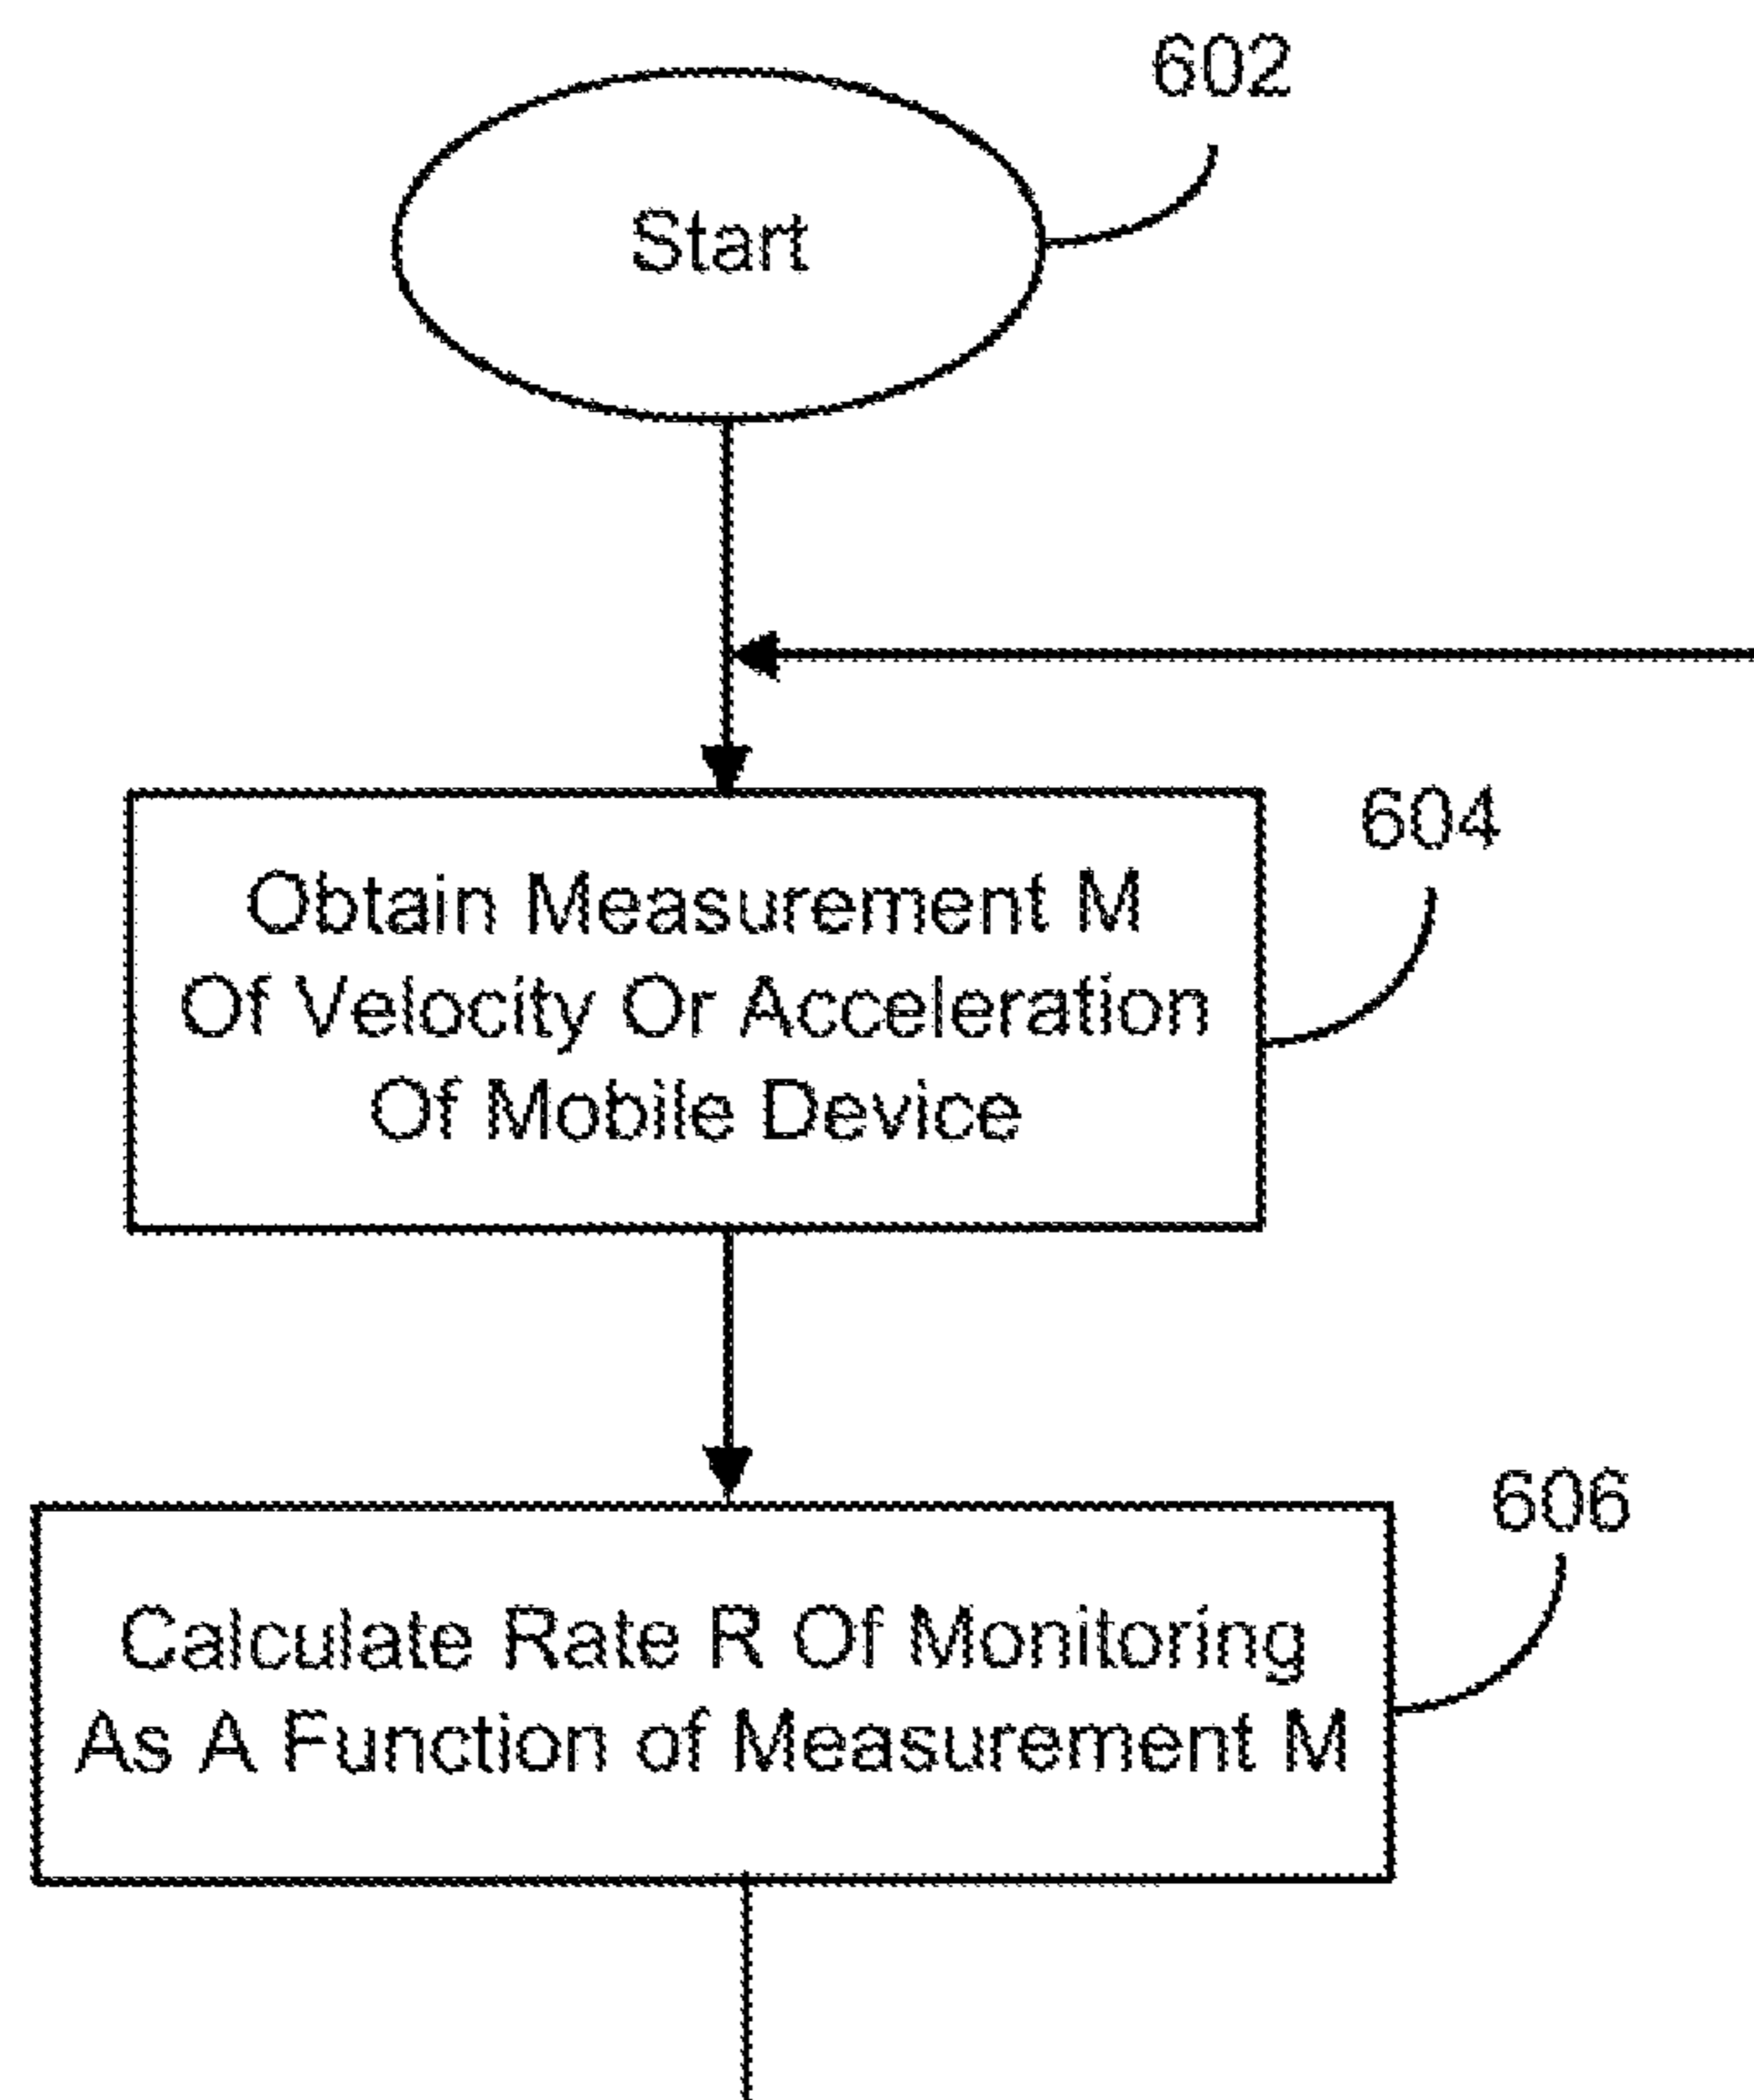 602
Start
604
Obtain Measurement M
Of Velocity Or Acceleration
Of Mobile Device
606
Calculate Rate R Of Monitoring
As A Function of Measurement M